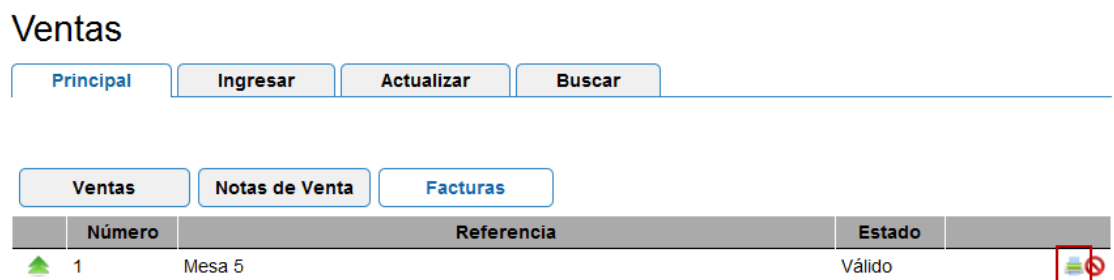 Ventas
Principal Ingresar Actualizar Buscar
Ventas Notas de Venta Facturas
Número Referencia Estado
1 Mesa 5 Válido